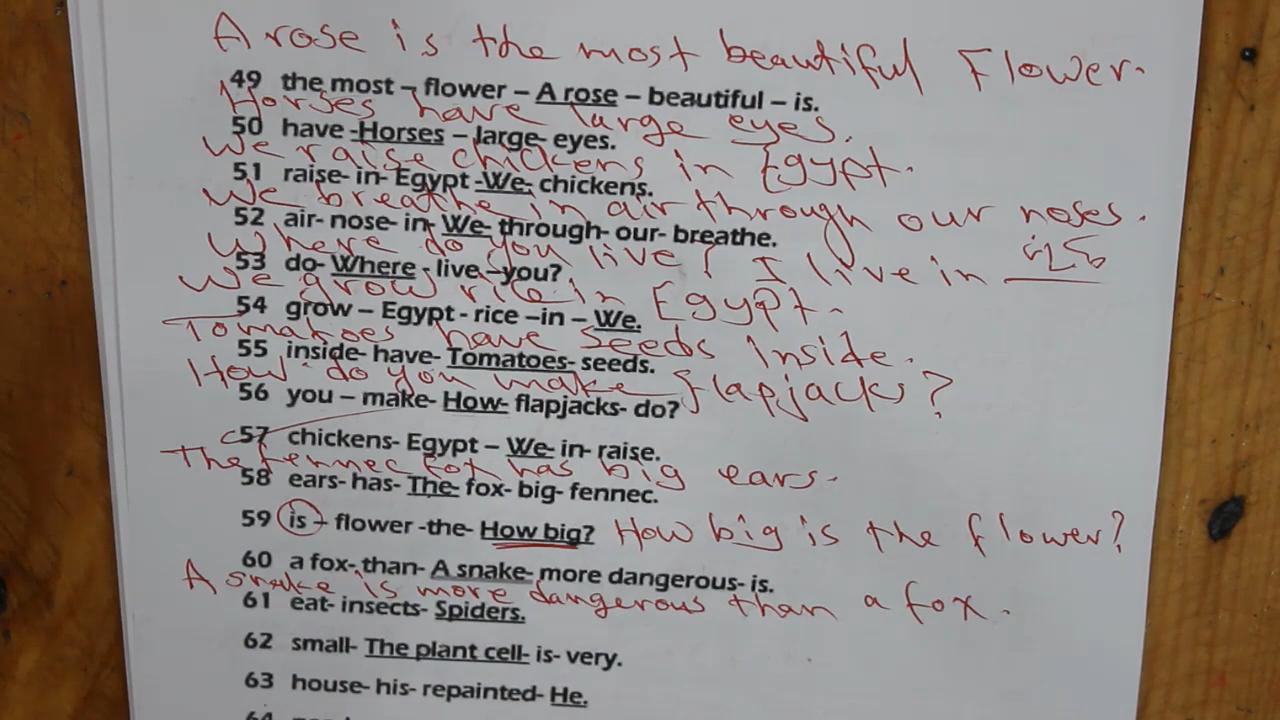 A rose is the most beautiful Flower.
49 the most – flower – A rose – beautiful – is.
Horses have large eyes.
50 have -Horses – large- eyes.
We raise chickens in Egypt.
51 raise- in- Egypt -We- chickens.
We breathe in air through our noses.
52 air- nose- in- We- through- our- breathe.
Where do you live? I live in
53 do- Where - live –you?
We grow rice in Egypt.
54 grow – Egypt - rice –in – We.
Tomatoes have seeds inside.
55 inside- have- Tomatoes- seeds.
How do you make flapjacks?
56 you – make- How- flapjacks- do?
57 chickens- Egypt – We- in- raise.
The fennec fox has big ears.
58 ears- has- The- fox- big- fennec.
59 is – flower -the- How big? How big is the flower?
60 a fox- than- A snake- more dangerous- is.
A snake is more dangerous than a fox.
61 eat- insects- Spiders.
62 small- The plant cell- is- very.
63 house- his- repainted- He.